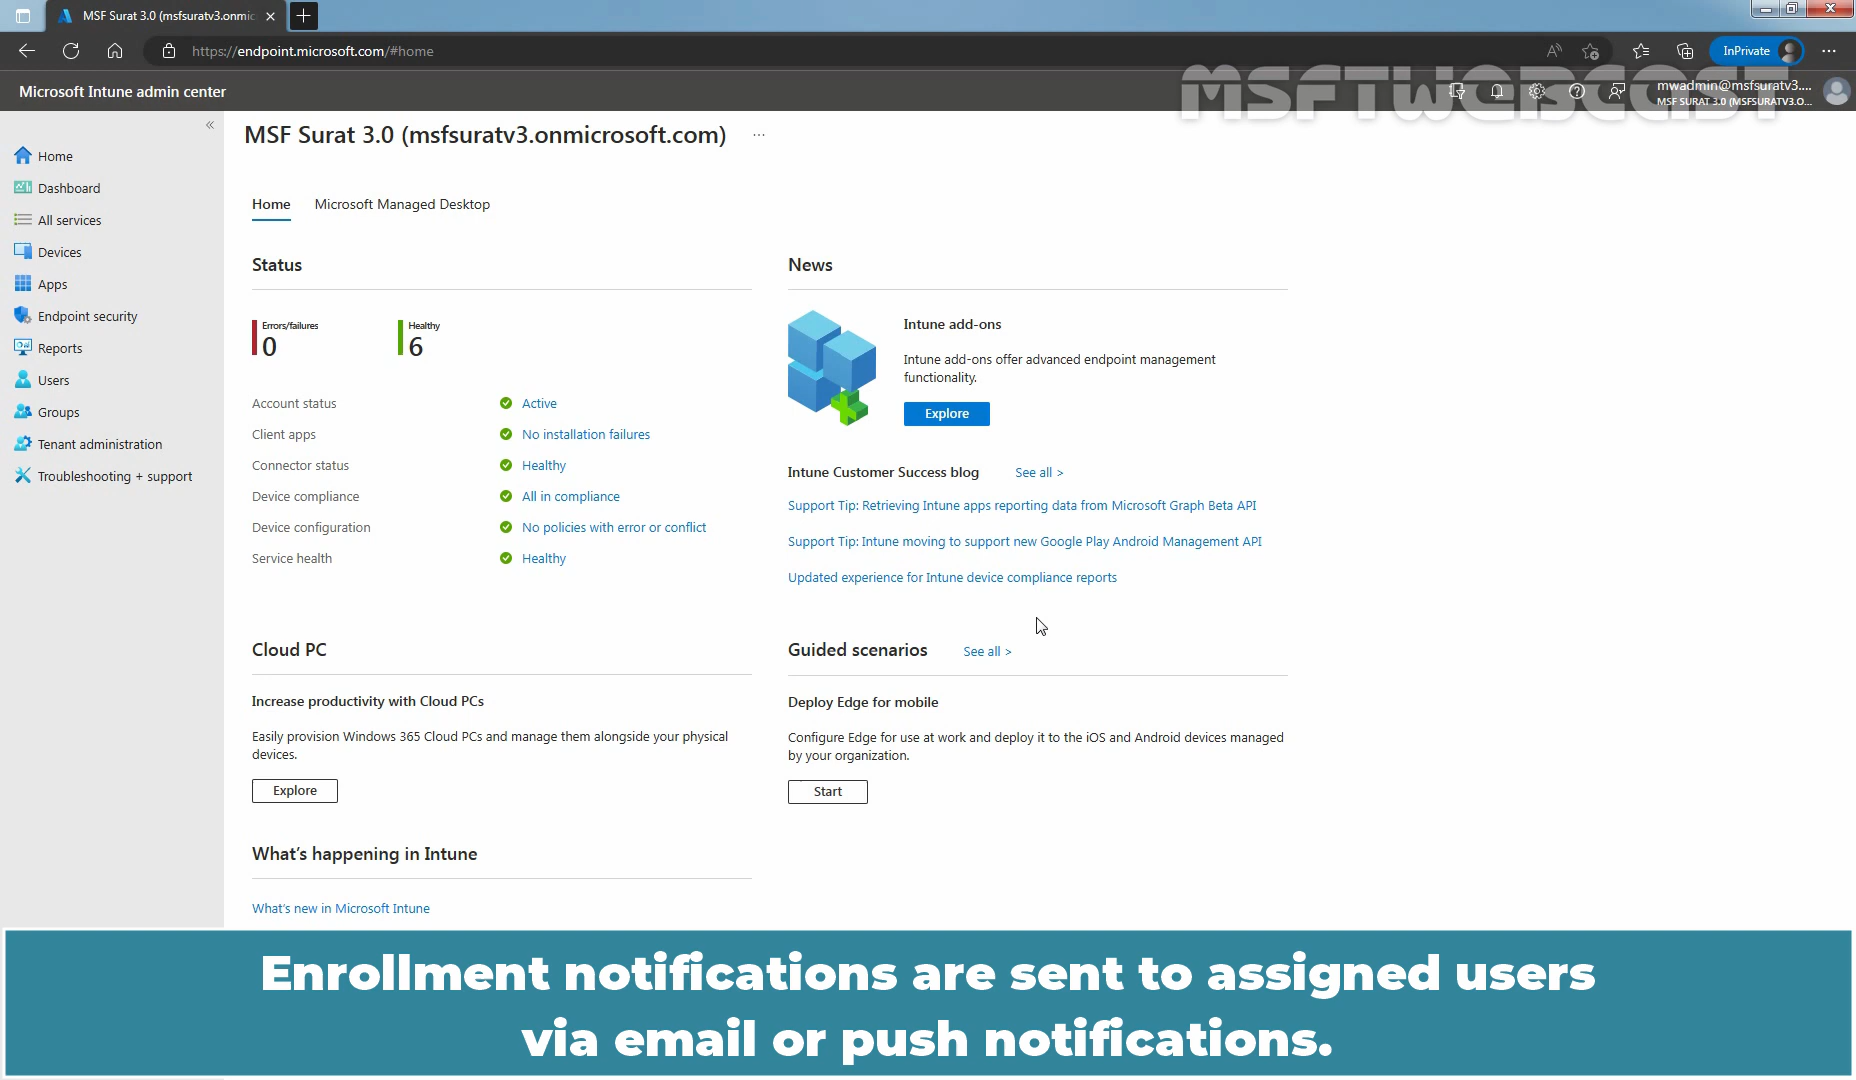 MSF Surat 3.0 (msfsuratv3.onmic
https://endpoint.microsoft.com/#home
InPrivate
Microsoft Intune admin center
MSFTWEBCAST
mwadmin@msfsuratv3....
MSF SURAT 3.0 (MSFSURATV3.O...
MSF Surat 3.0 (msfsuratv3.onmicrosoft.com)
Home
Dashboard
All services
Devices
Apps
Endpoint security
Reports
Users
Groups
Tenant administration
Troubleshooting + support
Home
Microsoft Managed Desktop
Status
Errors/failures
0
Healthy
6
Account status
Active
Client apps
No installation failures
Connector status
Healthy
Device compliance
All in compliance
Device configuration
No policies with error or conflict
Service health
Healthy
News
Intune add-ons
Intune add-ons offer advanced endpoint management
functionality.
Explore
Intune Customer Success blog
See all >
Support Tip: Retrieving Intune apps reporting data from Microsoft Graph Beta API
Support Tip: Intune moving to support new Google Play Android Management API
Updated experience for Intune device compliance reports
Cloud PC
Increase productivity with Cloud PCs
Easily provision Windows 365 Cloud PCs and manage them alongside your physical
devices.
Explore
Guided scenarios
See all >
Deploy Edge for mobile
Configure Edge for use at work and deploy it to the iOS and Android devices managed
by your organization.
Start
What's happening in Intune
What's new in Microsoft Intune
Enrollment notifications are sent to assigned users
via email or push notifications.